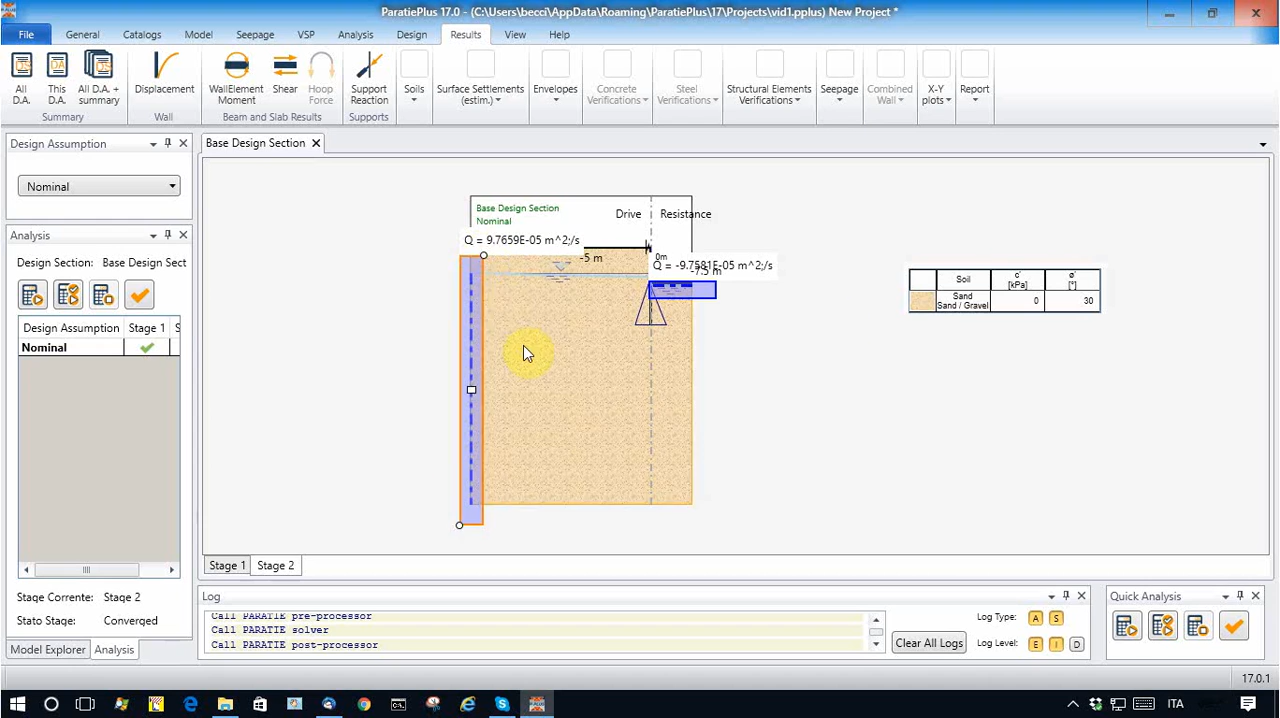 ParatiePlus 17.0 - (C:\Users\becci\AppData\Roaming\ParatiePlus\17\Projects\vid1.pplus) New Project *
File General Catalogs Model Seepage VSP Analysis Design Results View Help
All D.A.
This D.A.
All D.A. + summary
Displacement
WallElement Moment
Shear
Hoop Force
Support Reaction
Soils
Surface Settlements (estim.)
Envelopes
Concrete Verifications
Steel Verifications
Structural Elements Verifications
Seepage
Combined Wall
X-Y plots
Report
Summary
Wall
Beam and Slab Results
Supports
Design Assumption
Base Design Section
Nominal
Analysis
Design Section: Base Design Sect
Design Assumption Stage 1 S
Nominal
Stage Corrente: Stage 2
Stato Stage: Converged
Model Explorer Analysis
Base Design Section
Nominal
Drive Resistance
Q = 9.7659E-05 m^2;/s
-5 m
0m
Q = -9.7581E-05 m^2;/s
-7.5 m
Soil c' [kPa] ø' [°]
Sand
Sand / Gravel
0 30
Stage 1 Stage 2
Log
Call PARATIE pre-processor
Call PARATIE solver
Call PARATIE post-processor
Clear All Logs
Log Type: A S
Log Level: E I D
Quick Analysis
17.0.1
ITA